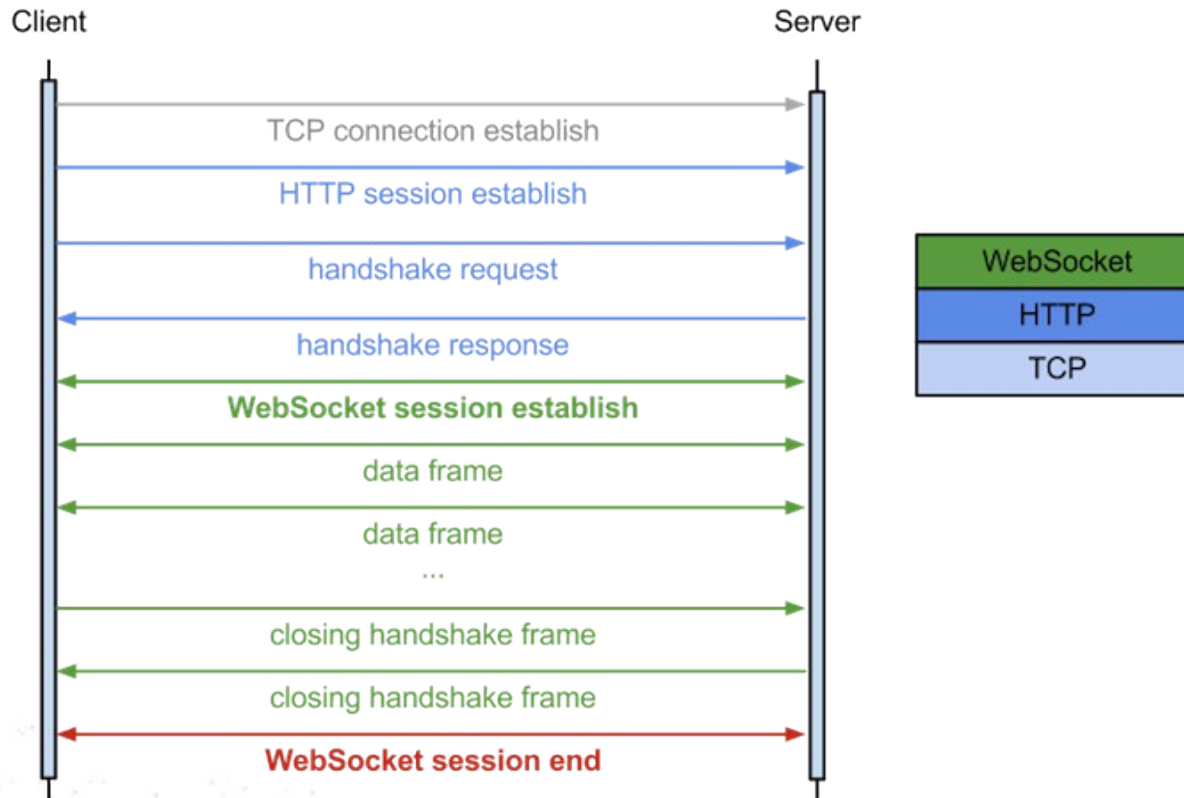 Client
Server
TCP connection establish
HTTP session establish
handshake request
handshake response
WebSocket session establish
data frame
data frame
...
closing handshake frame
closing handshake frame
WebSocket session end
WebSocket
HTTP
TCP